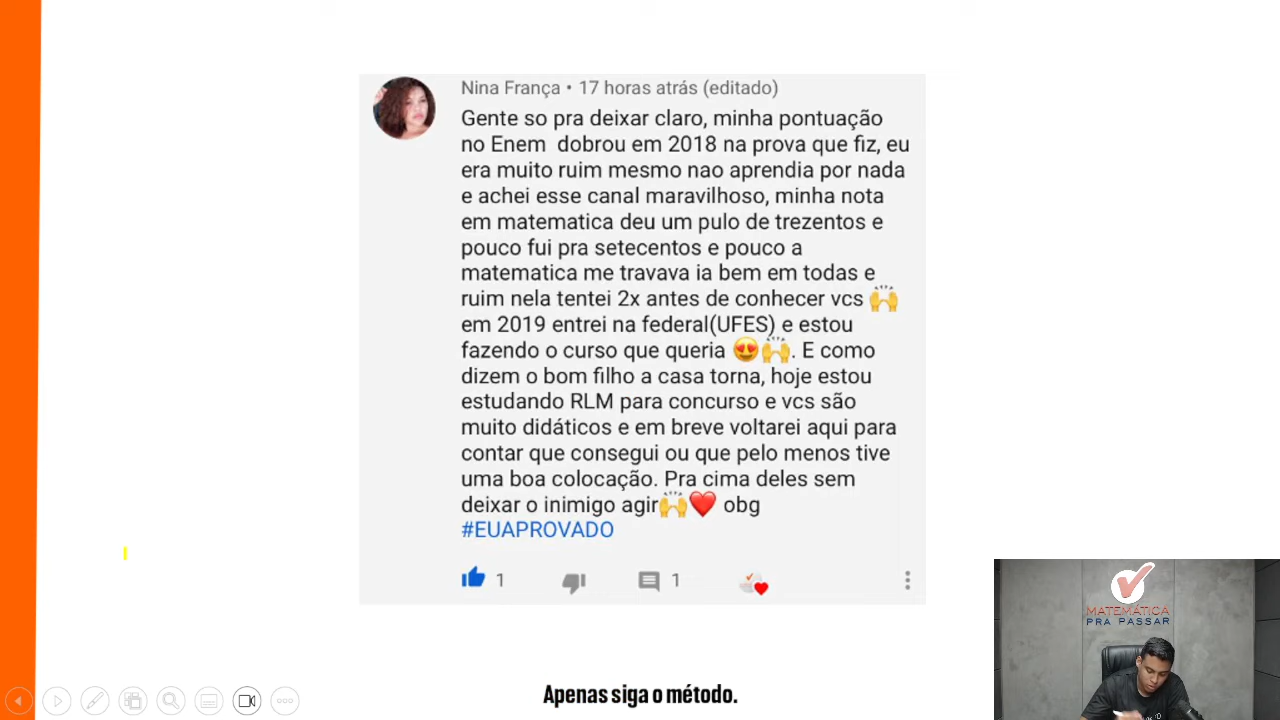 Nina França • 17 horas atrás (editado)
Gente so pra deixar claro, minha pontuação
no Enem dobrou em 2018 na prova que fiz, eu
era muito ruim mesmo nao aprendia por nada
e achei esse canal maravilhoso, minha nota
em matematica deu um pulo de trezentos e
pouco fui pra setecentos e pouco a
matematica me travava ia bem em todas e
ruim nela tentei 2x antes de conhecer vcs 🙌
em 2019 entrei na federal(UFES) e estou
fazendo o curso que queria 😍🙌. E como
dizem o bom filho a casa torna, hoje estou
estudando RLM para concurso e vcs são
muito didáticos e em breve voltarei aqui para
contar que consegui ou que pelo menos tive
uma boa colocação. Pra cima deles sem
deixar o inimigo agir🙌❤️ obg
#EUAPROVADO
1
1
MATEMÁTICA
PRA PASSAR
Apenas siga o método.